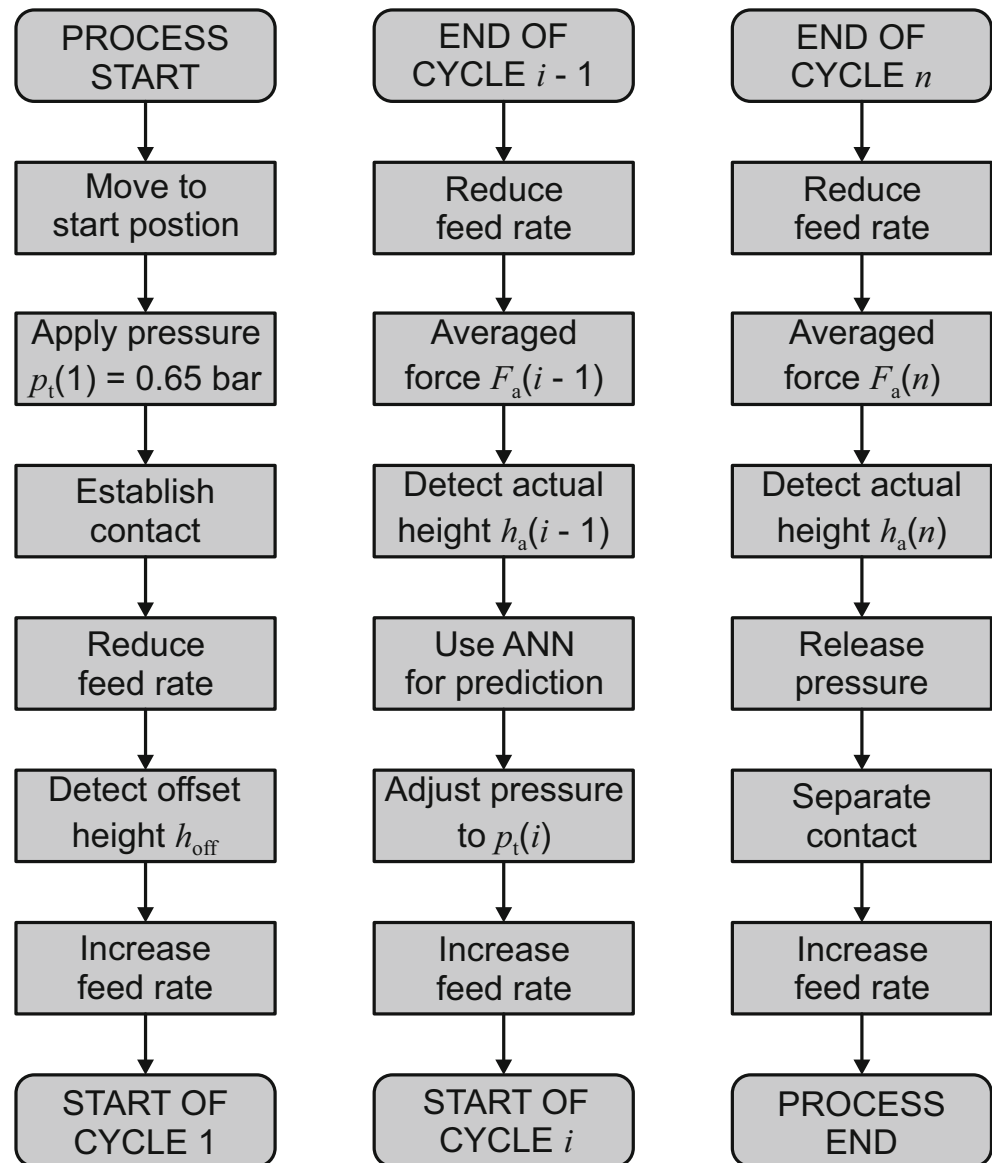 PROCESS
START
Move to
start postion
Apply pressure
pₜ(1) = 0.65 bar
Establish
contact
Reduce
feed rate
Detect offset
height h_off
Increase
feed rate
START OF
CYCLE 1
END OF
CYCLE i - 1
Reduce
feed rate
Averaged
force Fₐ(i - 1)
Detect actual
height hₐ(i - 1)
Use ANN
for prediction
Adjust pressure
to pₜ(i)
Increase
feed rate
START OF
CYCLE i
END OF
CYCLE n
Reduce
feed rate
Averaged
force Fₐ(n)
Detect actual
height hₐ(n)
Release
pressure
Separate
contact
Increase
feed rate
PROCESS
END